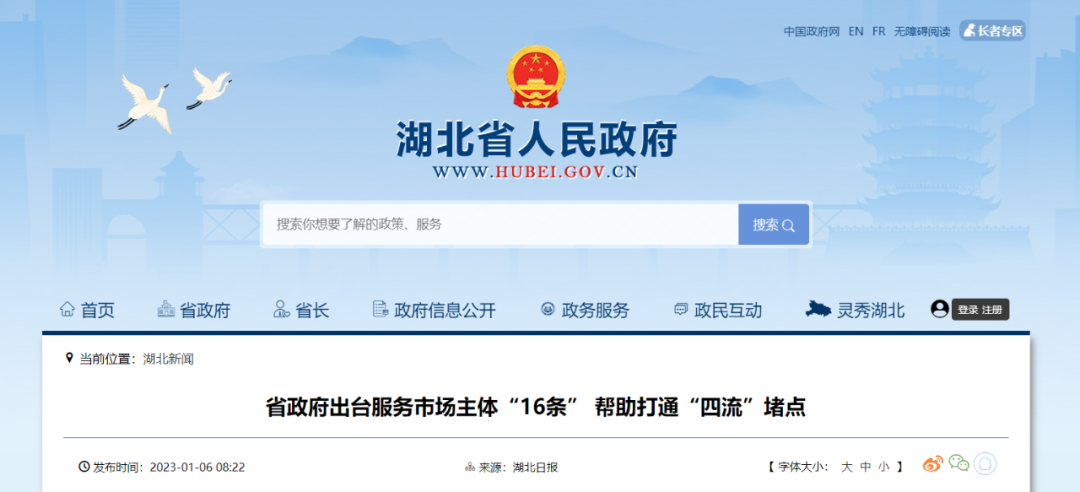 中国政府网 EN FR 无障碍阅读 长者专区
湖北省人民政府
WWW.HUBEI.GOV.CN
搜索你想要了解的政策、服务 搜索
首页 省政府 省长 政府信息公开 政务服务 政民互动 灵秀湖北 登录 注册
当前位置：湖北新闻
省政府出台服务市场主体“16条” 帮助打通“四流”堵点
发布时间：2023-01-06 08:22 来源：湖北日报 【 字体大小： 大 中 小 】